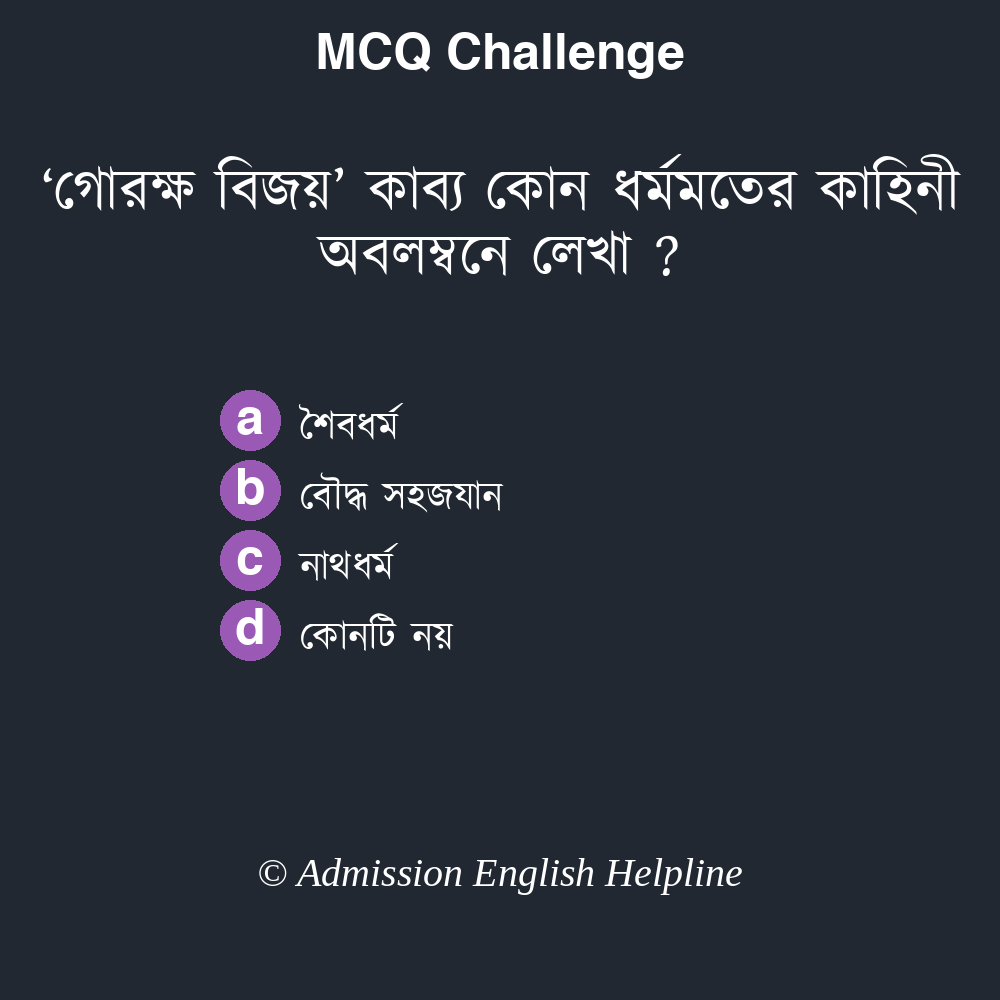 MCQ Challenge
‘গোরক্ষ বিজয়’ কাব্য কোন ধর্মমতের কাহিনী
অবলম্বনে লেখা ?
a শৈবধর্ম
b বৌদ্ধ সহজযান
c নাথধর্ম
d কোনটি নয়
© Admission English Helpline